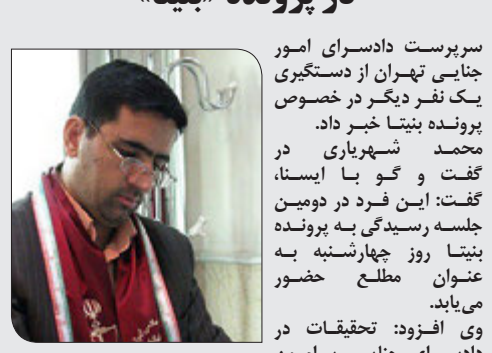 در پرونده «بنیتا»
سرپرست دادسرای امور
جنایی تهران از دستگیری
یک نفر دیگر در خصوص
پرونده بنیتا خبر داد.
محمد شهریاری در
گفت و گو با ایسنا،
گفت: این فرد در دومین
جلسه رسیدگی به پرونده
بنیتا روز چهارشنبه به
عنوان مطلع حضور
می‌یابد.
وی افزود: تحقیقات در